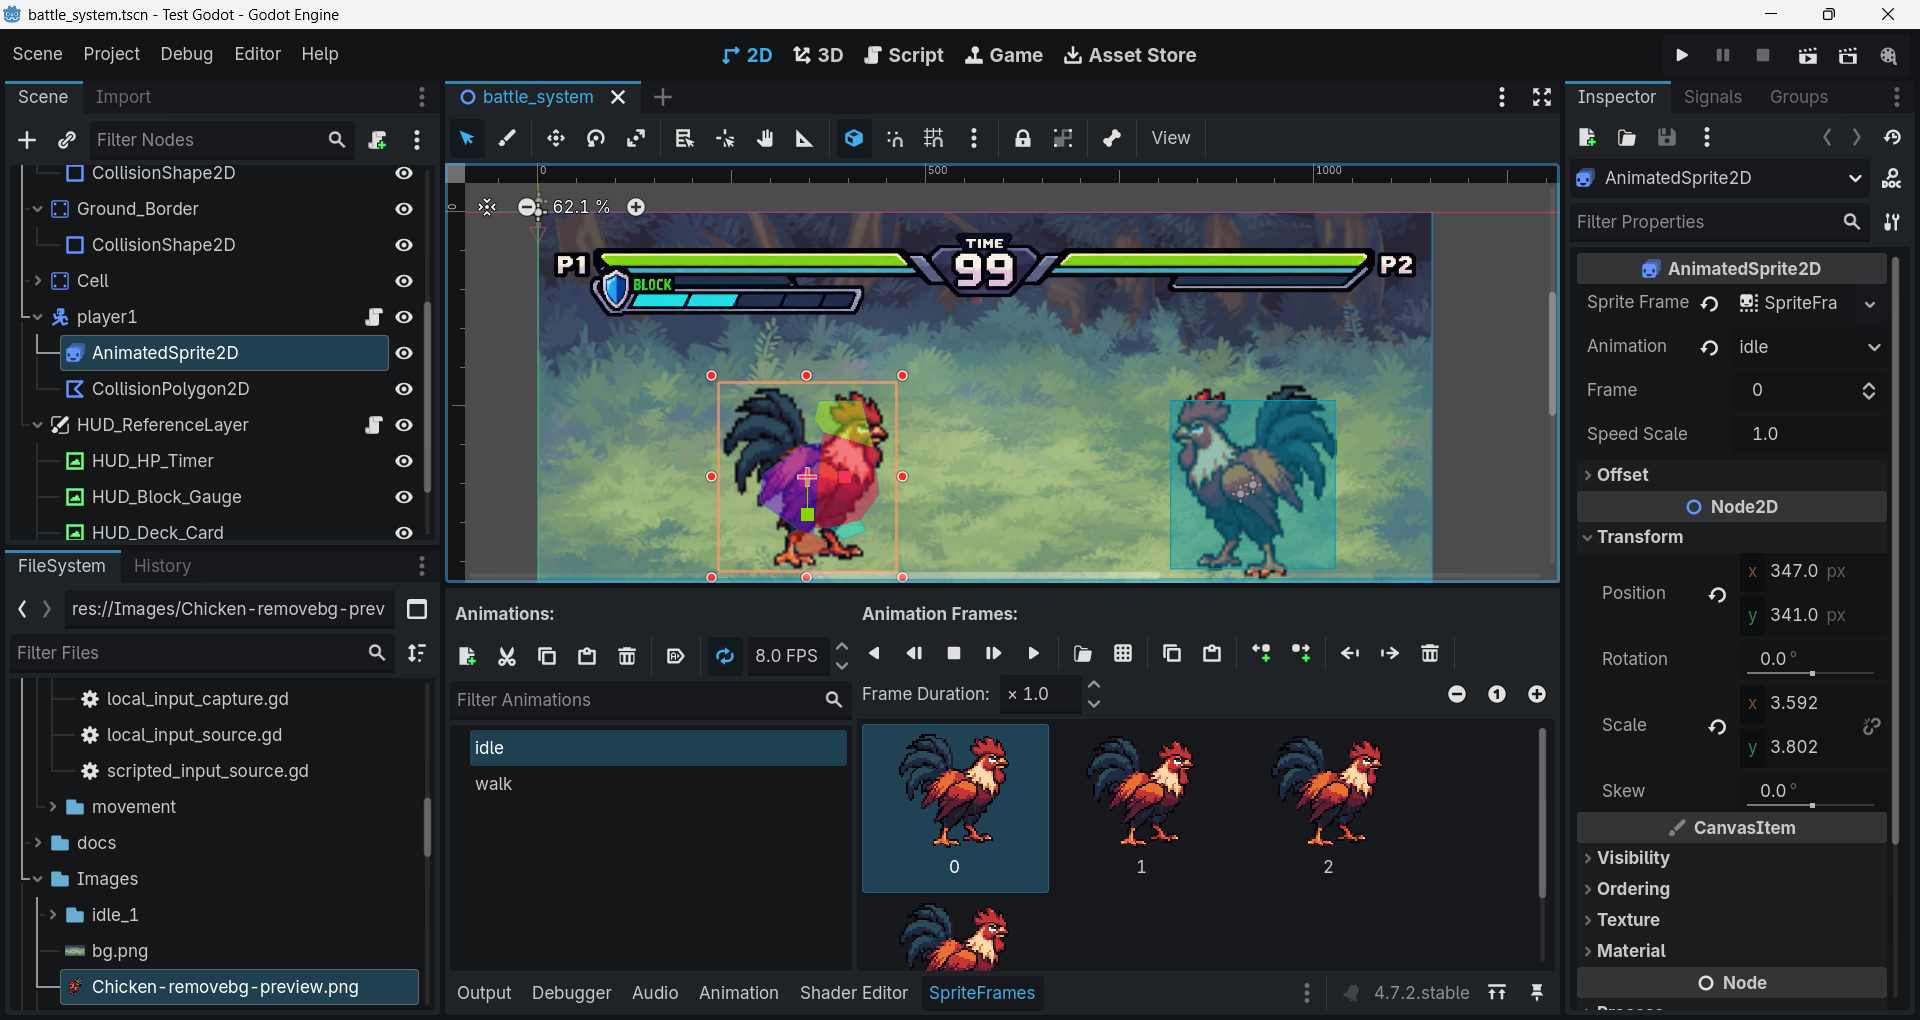 battle_system.tscn - Test Godot - Godot Engine
Scene Project Debug Editor Help
2D 3D Script Game Asset Store
Scene Import
Filter Nodes
CollisionShape2D
Ground_Border
CollisionShape2D
Cell
player1
AnimatedSprite2D
CollisionPolygon2D
HUD_ReferenceLayer
HUD_HP_Timer
HUD_Block_Gauge
HUD_Deck_Card
FileSystem History
res://Images/Chicken-removebg-prev
Filter Files
local_input_capture.gd
local_input_source.gd
scripted_input_source.gd
movement
docs
Images
idle_1
bg.png
Chicken-removebg-preview.png
battle_system
View
0 500 1000
0
62.1 %
TIME
P1 99 P2
BLOCK
Animations:
8.0 FPS
Filter Animations
idle
walk
Animation Frames:
Frame Duration: × 1.0
1
0 1 2
Output Debugger Audio Animation Shader Editor SpriteFrames
4.7.2.stable
Inspector Signals Groups
AnimatedSprite2D
Filter Properties
AnimatedSprite2D
Sprite Frame SpriteFra
Animation idle
Frame 0
Speed Scale 1.0
Offset
Node2D
Transform
Position x 347.0 px
y 341.0 px
Rotation 0.0 °
Scale x 3.592
y 3.802
Skew 0.0 °
CanvasItem
Visibility
Ordering
Texture
Material
Node